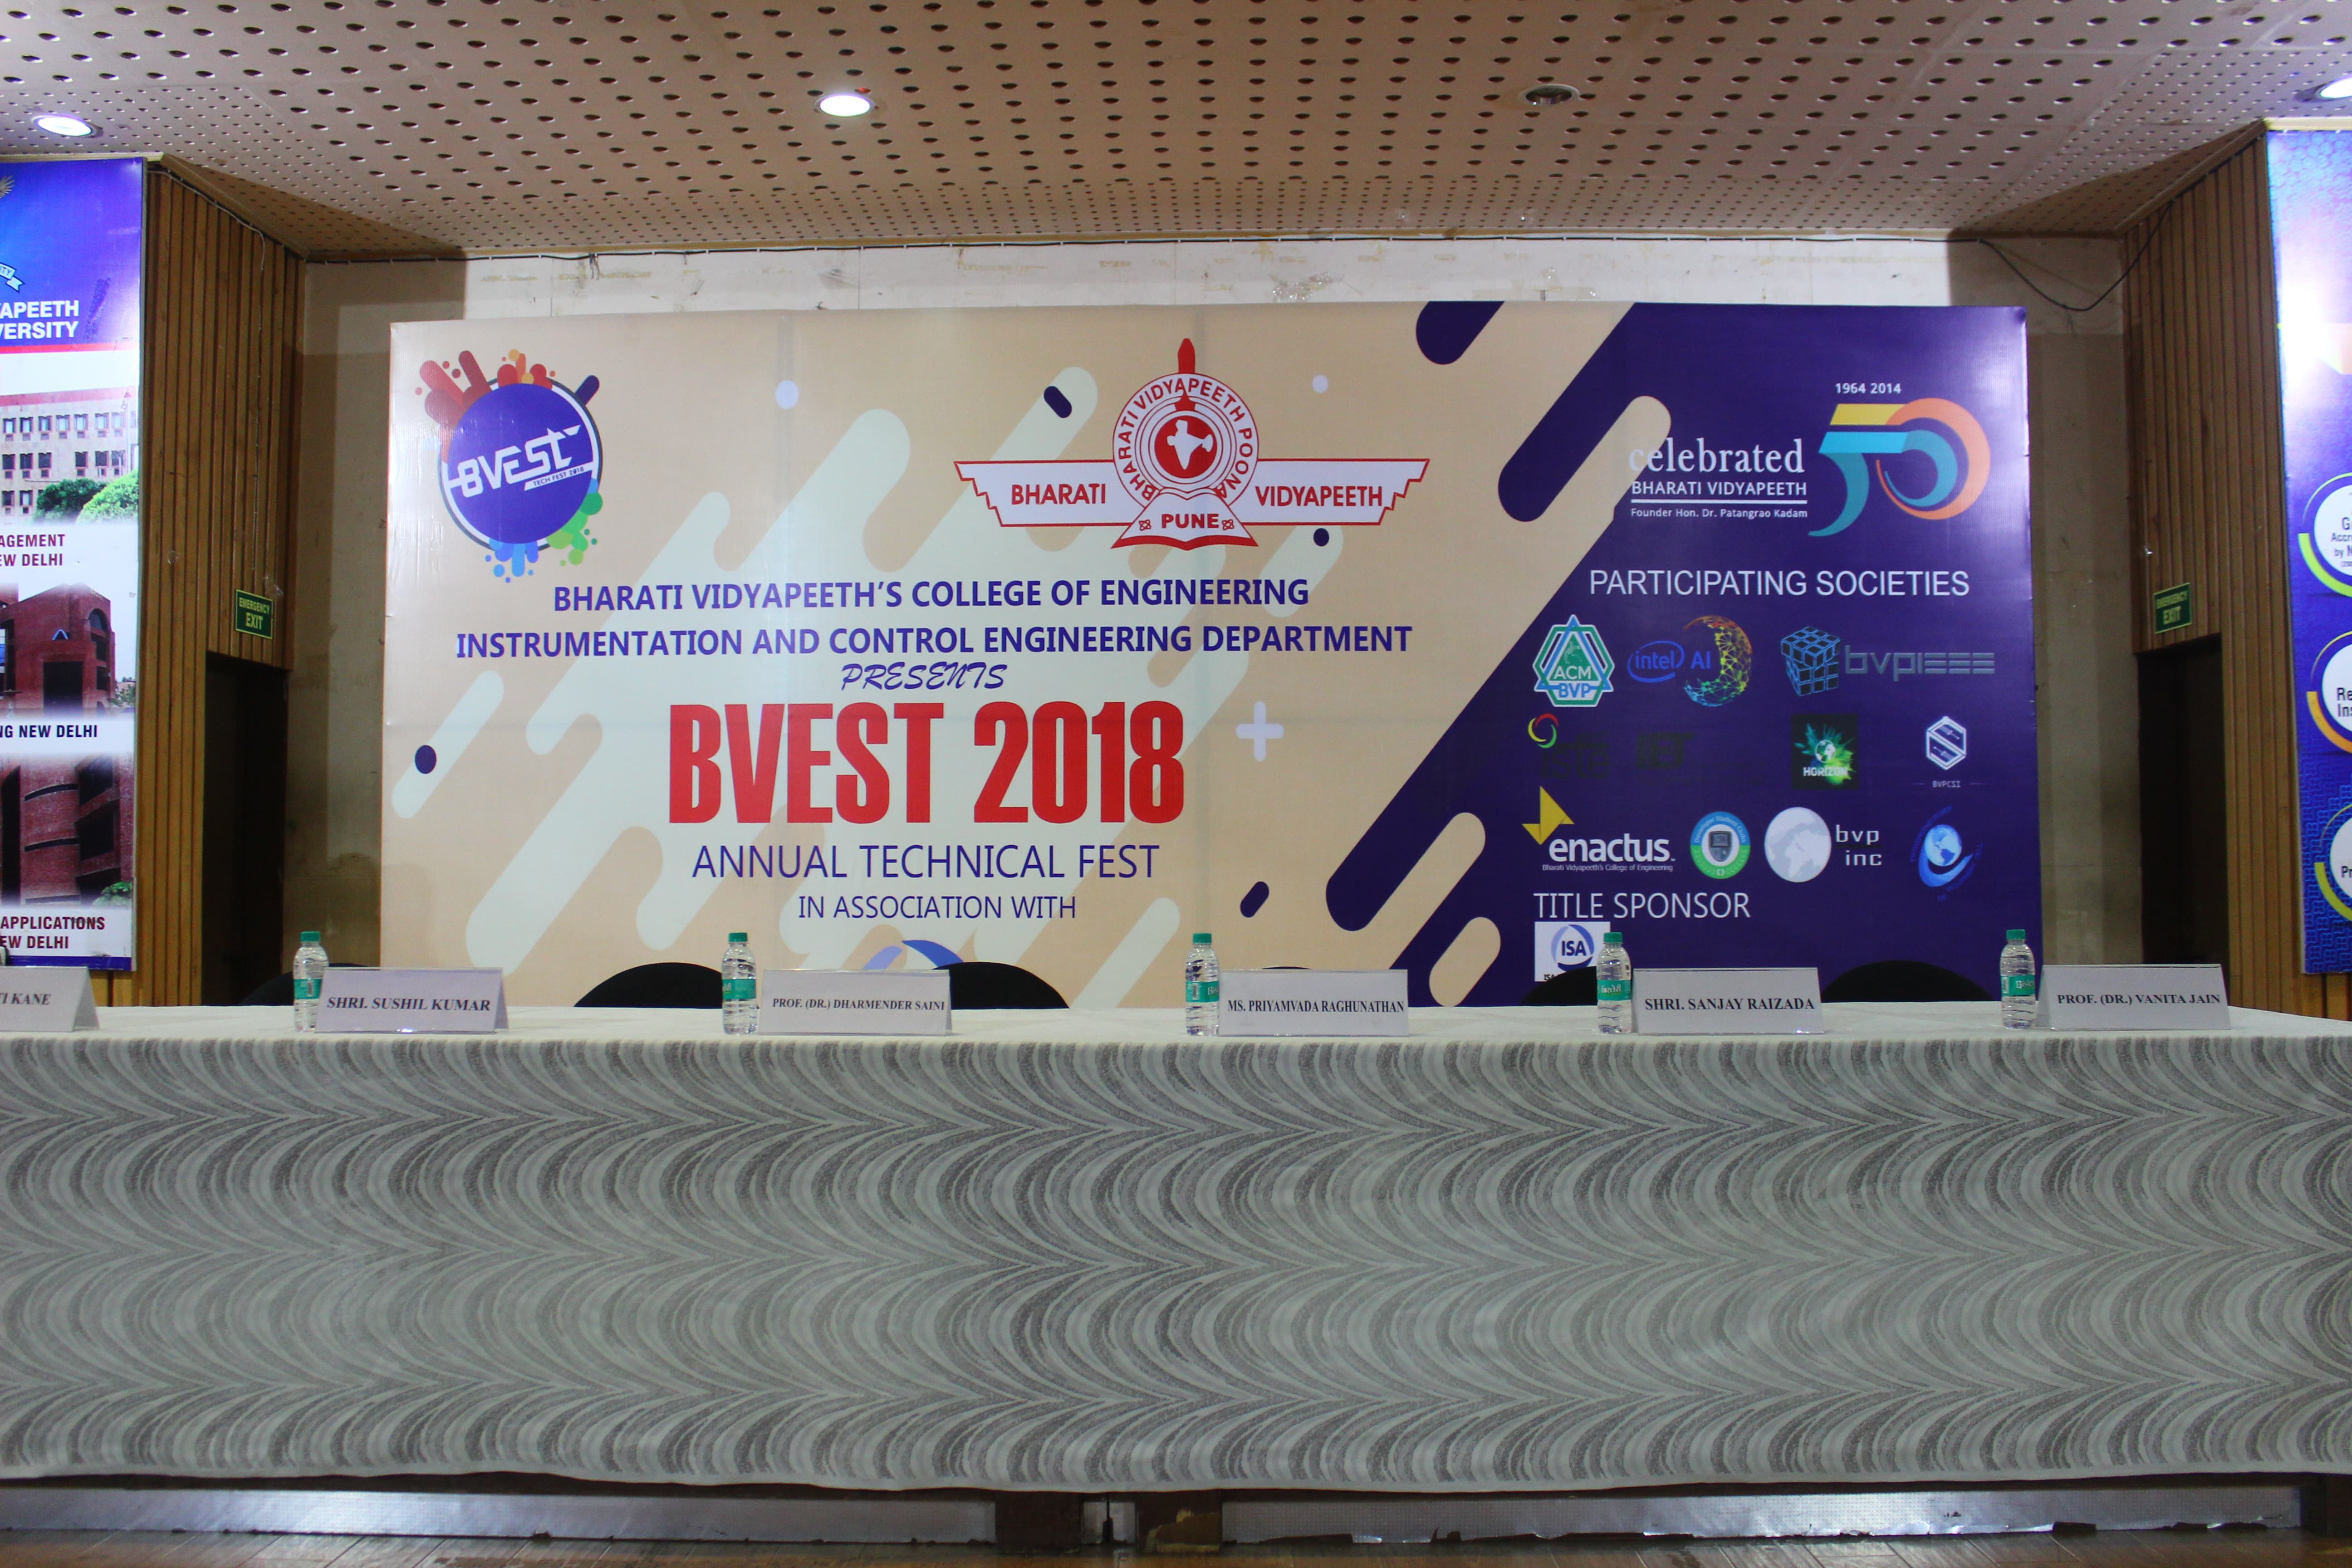 APEETH
ERSITY
AGEMENT
EW DELHI
NG NEW DELHI
APPLICATIONS
EW DELHI
EMERGENCY
EXIT
BVEST
TECH FEST 2018
BHARATI VIDYAPEETH POONA
BHARATI
VIDYAPEETH
PUNE
BHARATI VIDYAPEETH'S COLLEGE OF ENGINEERING
INSTRUMENTATION AND CONTROL ENGINEERING DEPARTMENT
PRESENTS
BVEST 2018
ANNUAL TECHNICAL FEST
IN ASSOCIATION WITH
1964 2014
50
celebrated
BHARATI VIDYAPEETH
Founder Hon. Dr. Patangrao Kadam
PARTICIPATING SOCIETIES
ACM
BVP
intel AI
bvpieee
HORIZON
BVPCSI
enactus
Bharati Vidyapeeth's College of Engineering
bvp
inc
TITLE SPONSOR
ISA
EMERGENCY
EXIT
TI KANE
SHRI. SUSHIL KUMAR
PROF. (DR.) DHARMENDER SAINI
MS. PRIYAMVADA RAGHUNATHAN
SHRI. SANJAY RAIZADA
PROF. (DR.) VANITA JAIN